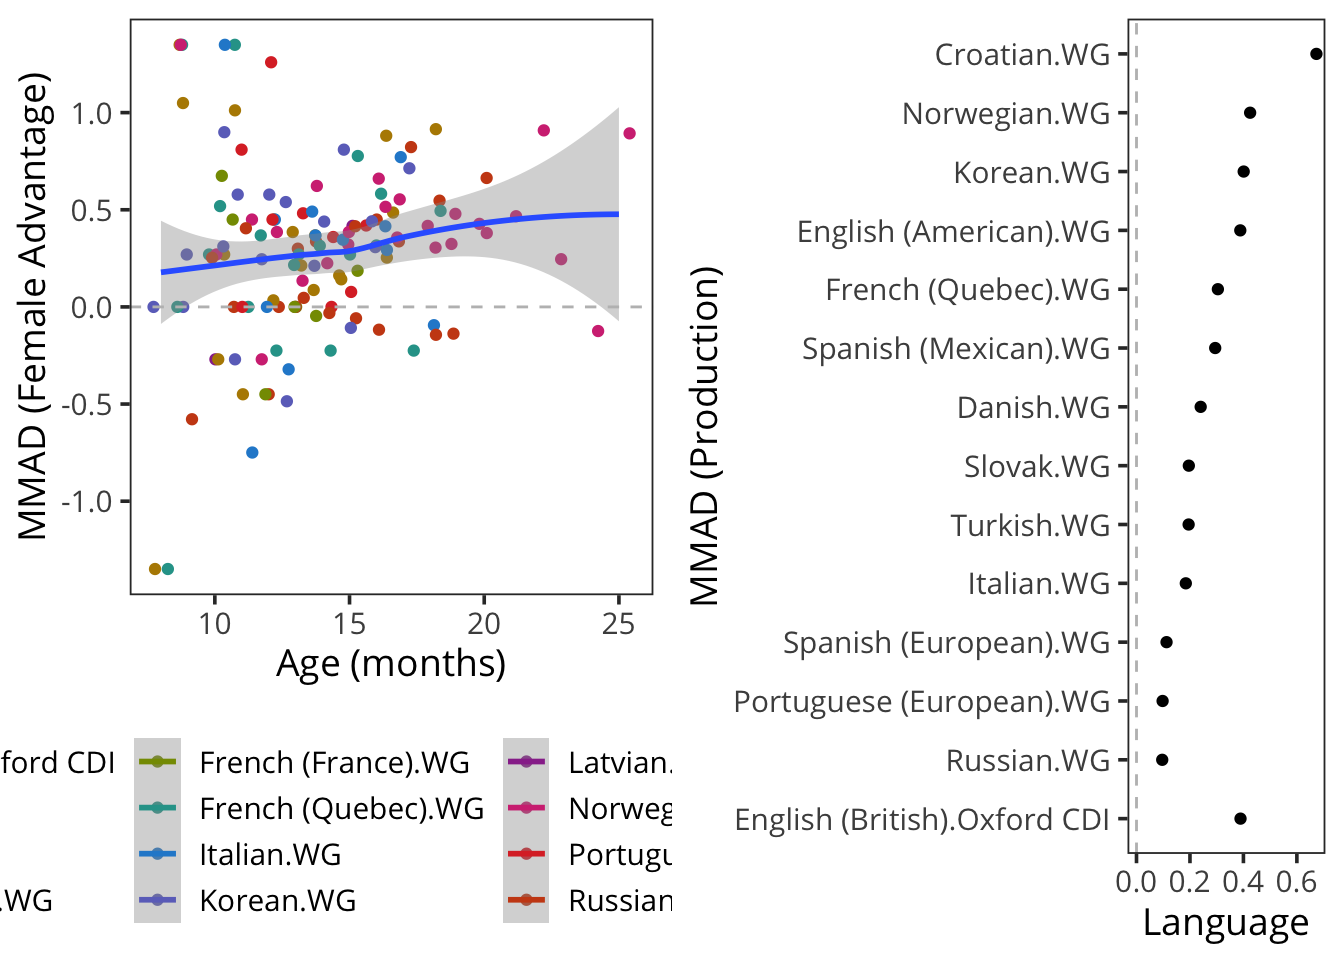 MMAD (Female Advantage)
1.0
0.5
0.0
-0.5
-1.0
10 15 20 25
Age (months)
ford CDI
.WG
French (France).WG
French (Quebec).WG
Italian.WG
Korean.WG
Latvian.
Norweg
Portugu
Russian
MMAD (Production)
Croatian.WG
Norwegian.WG
Korean.WG
English (American).WG
French (Quebec).WG
Spanish (Mexican).WG
Danish.WG
Slovak.WG
Turkish.WG
Italian.WG
Spanish (European).WG
Portuguese (European).WG
Russian.WG
English (British).Oxford CDI
0.0 0.2 0.4 0.6
Language